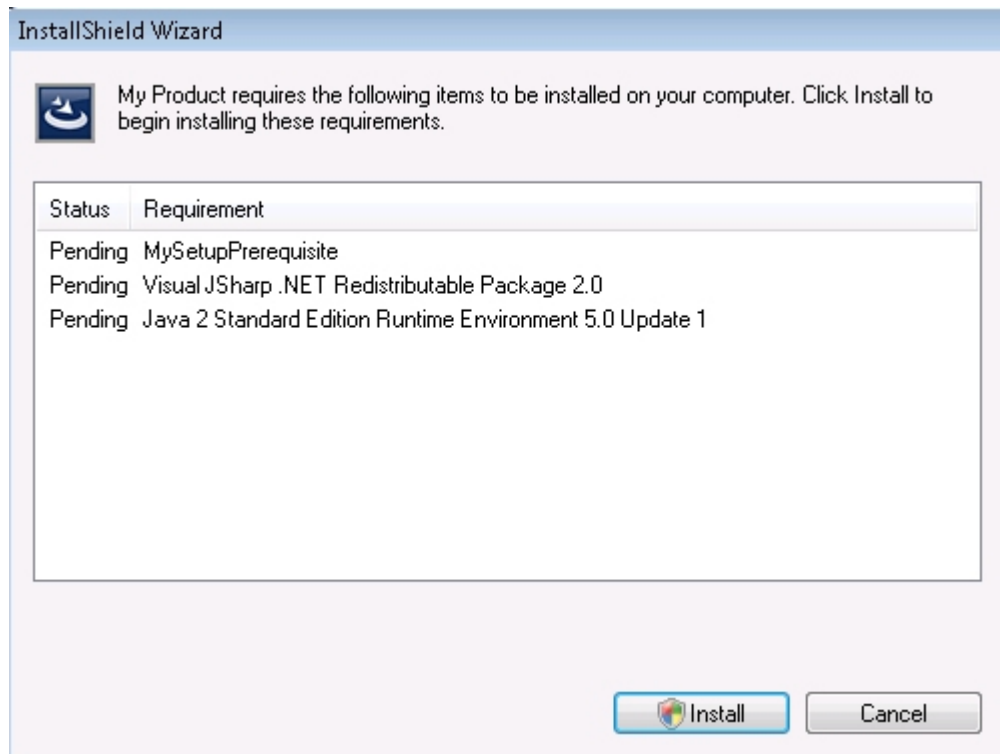 InstallShield Wizard
My Product requires the following items to be installed on your computer. Click Install to
begin installing these requirements.
Status Requirement
Pending MySetupPrerequisite
Pending Visual JSharp .NET Redistributable Package 2.0
Pending Java 2 Standard Edition Runtime Environment 5.0 Update 1
Install Cancel